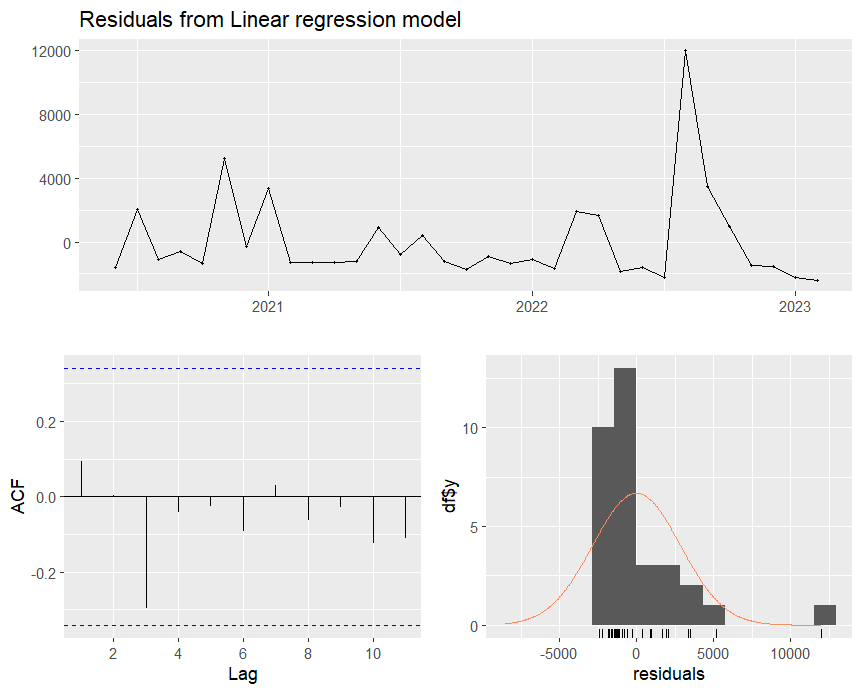 Residuals from Linear regression model
12000
8000
4000
0
2021 2022 2023
ACF
0.2
0.0
-0.2
2 4 6 8 10
Lag
df$y
10
5
0
-5000 0 5000 10000
residuals